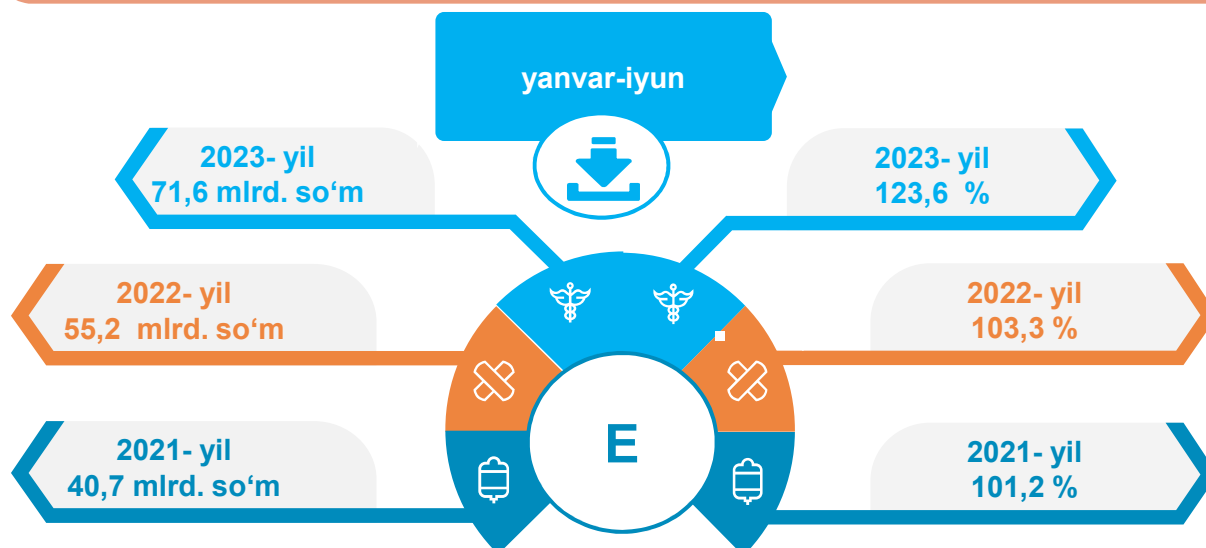 yanvar-iyun
2023- yil
71,6 mlrd. so‘m
2023- yil
123,6 %
2022- yil
55,2 mlrd. so‘m
2022- yil
103,3 %
E
2021- yil
40,7 mlrd. so‘m
2021- yil
101,2 %